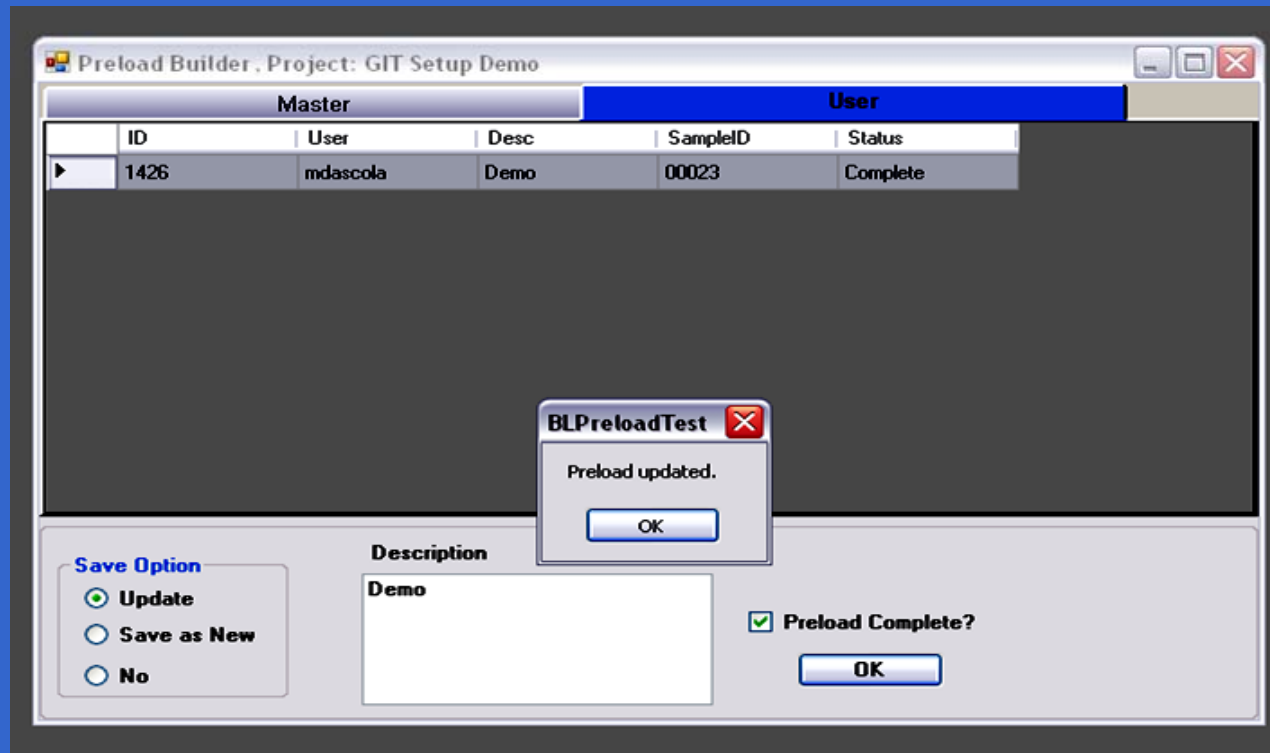 Preload Builder , Project: GIT Setup Demo
Master User
ID User Desc SampleID Status
1426 mdascola Demo 00023 Complete
BLPreloadTest
Preload updated.
OK
Save Option
Update
Save as New
No
Description
Demo
Preload Complete?
OK